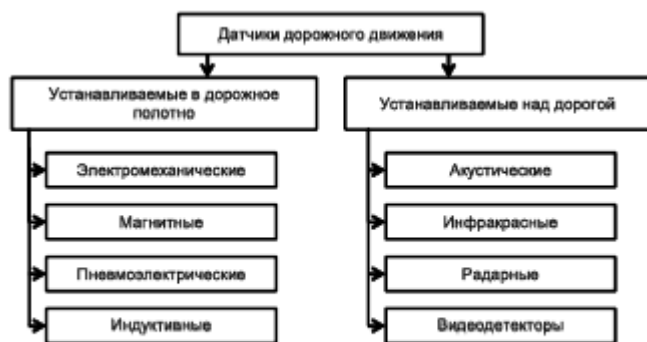 Датчики дорожного движения
Устанавливаемые в дорожное
полотно
Электромеханические
Магнитные
Пневмоэлектрические
Индуктивные
Устанавливаемые над дорогой
Акустические
Инфракрасные
Радарные
Видеодетекторы